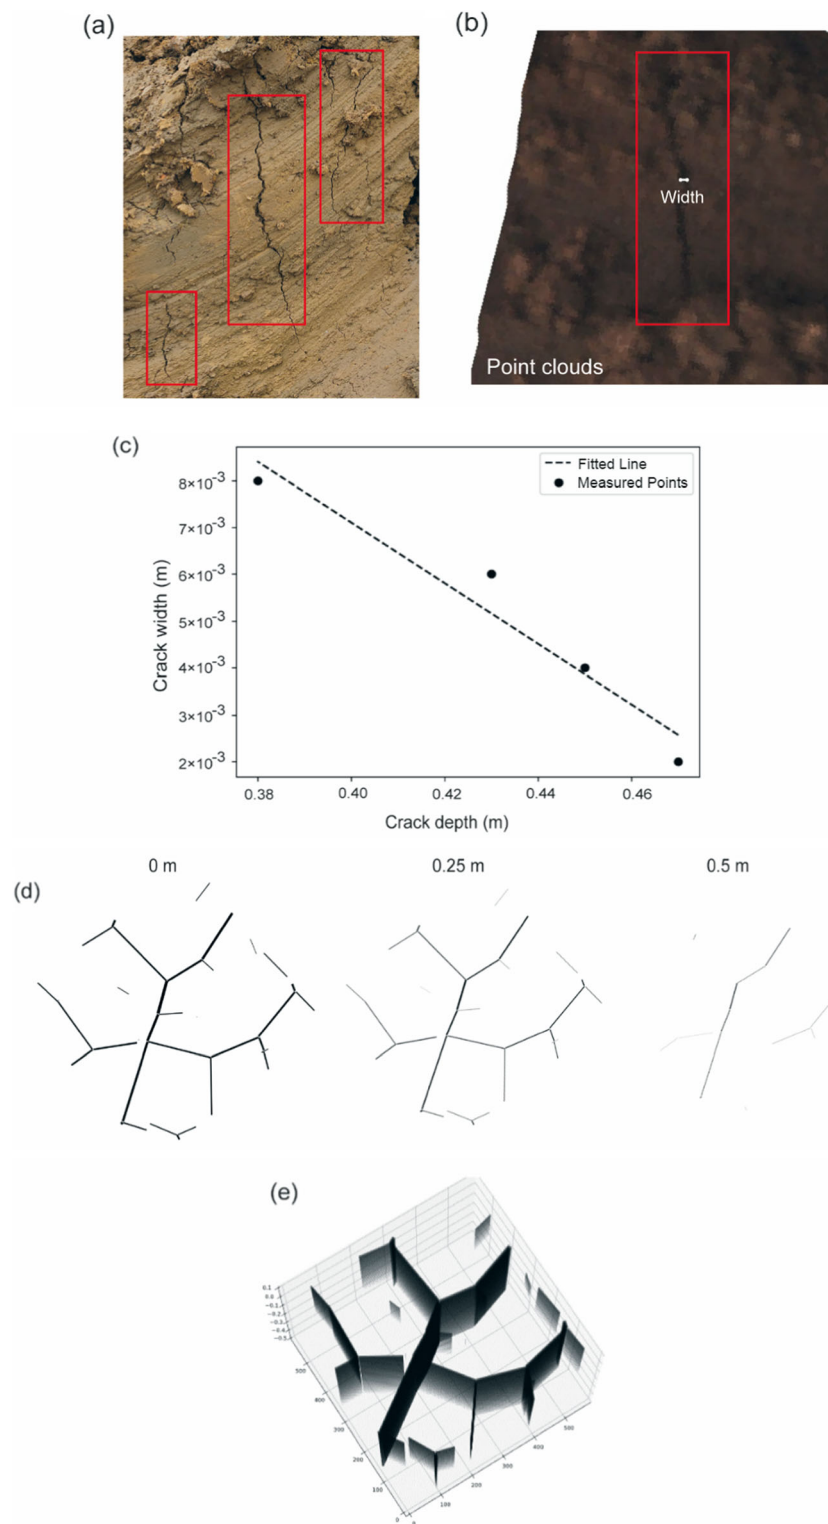 (a)
(b)
Width
Point clouds
(c)
Fitted Line
Measured Points
8×10⁻³
7×10⁻³
6×10⁻³
5×10⁻³
4×10⁻³
3×10⁻³
2×10⁻³
Crack width (m)
0.38 0.40 0.42 0.44 0.46
Crack depth (m)
(d)
0 m 0.25 m 0.5 m
(e)
500
400
300
200
100
0
0
100
200
300
400
500